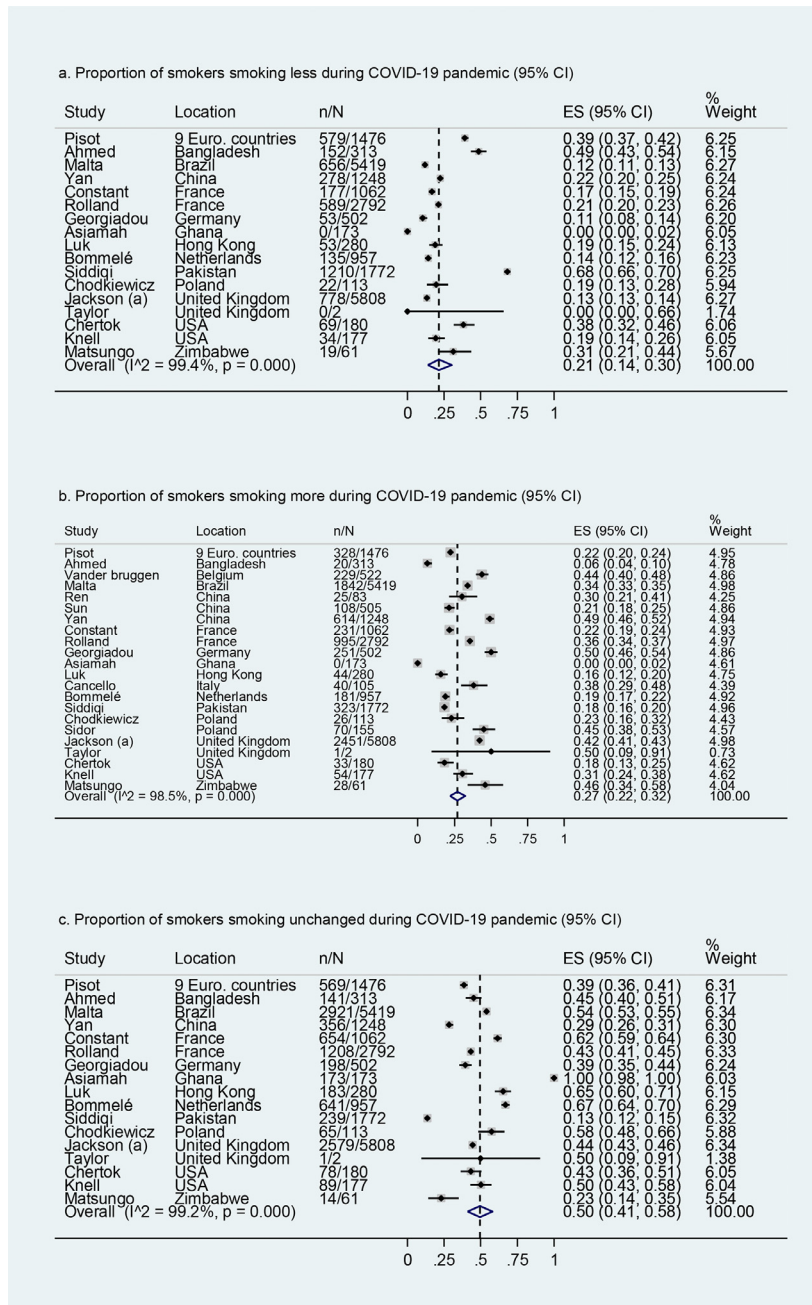 a. Proportion of smokers smoking less during COVID-19 pandemic (95% CI)
%
Study Location n/N ES (95% CI) Weight
Pisot 9 Euro. countries 579/1476 0.39 (0.37, 0.42) 6.25
Ahmed Bangladesh 152/313 0.49 (0.43, 0.54) 6.15
Malta Brazil 656/5419 0.12 (0.11, 0.13) 6.27
Yan China 278/1248 0.22 (0.20, 0.25) 6.24
Constant France 177/1062 0.17 (0.15, 0.19) 6.24
Rolland France 589/2792 0.21 (0.20, 0.23) 6.26
Georgiadou Germany 53/502 0.11 (0.08, 0.14) 6.20
Asiamah Ghana 0/173 0.00 (0.00, 0.02) 6.05
Luk Hong Kong 53/280 0.19 (0.15, 0.24) 6.13
Bommelé Netherlands 135/957 0.14 (0.12, 0.16) 6.23
Siddiqi Pakistan 1210/1772 0.68 (0.66, 0.70) 6.25
Chodkiewicz Poland 22/113 0.19 (0.13, 0.28) 5.94
Jackson (a) United Kingdom 778/5808 0.13 (0.13, 0.14) 6.27
Taylor United Kingdom 0/2 0.00 (0.00, 0.66) 1.74
Chertok USA 69/180 0.38 (0.32, 0.46) 6.06
Knell USA 34/177 0.19 (0.14, 0.26) 6.05
Matsungo Zimbabwe 19/61 0.31 (0.21, 0.44) 5.67
Overall (I^2 = 99.4%, p = 0.000) 0.21 (0.14, 0.30) 100.00
0 .25 .5 .75 1
b. Proportion of smokers smoking more during COVID-19 pandemic (95% CI)
%
Study Location n/N ES (95% CI) Weight
Pisot 9 Euro. countries 328/1476 0.22 (0.20, 0.24) 4.95
Ahmed Bangladesh 20/313 0.06 (0.04, 0.10) 4.78
Vander bruggen Belgium 229/522 0.44 (0.40, 0.48) 4.86
Malta Brazil 1842/5419 0.34 (0.33, 0.35) 4.98
Ren China 25/83 0.30 (0.21, 0.41) 4.25
Sun China 108/505 0.21 (0.18, 0.25) 4.86
Yan China 614/1248 0.49 (0.46, 0.52) 4.94
Constant France 231/1062 0.22 (0.19, 0.24) 4.93
Rolland France 995/2792 0.36 (0.34, 0.37) 4.97
Georgiadou Germany 251/502 0.50 (0.46, 0.54) 4.86
Asiamah Ghana 0/173 0.00 (0.00, 0.02) 4.61
Luk Hong Kong 44/280 0.16 (0.12, 0.20) 4.75
Cancello Italy 40/105 0.38 (0.29, 0.48) 4.39
Bommelé Netherlands 181/957 0.19 (0.17, 0.22) 4.92
Siddiqi Pakistan 323/1772 0.18 (0.16, 0.20) 4.96
Chodkiewicz Poland 26/113 0.23 (0.16, 0.32) 4.43
Sidor Poland 70/155 0.45 (0.38, 0.53) 4.57
Jackson (a) United Kingdom 2451/5808 0.42 (0.41, 0.43) 4.98
Taylor United Kingdom 1/2 0.50 (0.09, 0.91) 0.73
Chertok USA 33/180 0.18 (0.13, 0.25) 4.62
Knell USA 54/177 0.31 (0.24, 0.38) 4.62
Matsungo Zimbabwe 28/61 0.46 (0.34, 0.58) 4.04
Overall (I^2 = 98.5%, p = 0.000) 0.27 (0.22, 0.32) 100.00
0 .25 .5 .75 1
c. Proportion of smokers smoking unchanged during COVID-19 pandemic (95% CI)
%
Study Location n/N ES (95% CI) Weight
Pisot 9 Euro. countries 569/1476 0.39 (0.36, 0.41) 6.31
Ahmed Bangladesh 141/313 0.45 (0.40, 0.51) 6.17
Malta Brazil 2921/5419 0.54 (0.53, 0.55) 6.34
Yan China 356/1248 0.29 (0.26, 0.31) 6.30
Constant France 654/1062 0.62 (0.59, 0.64) 6.30
Rolland France 1208/2792 0.43 (0.41, 0.45) 6.33
Georgiadou Germany 198/502 0.39 (0.35, 0.44) 6.24
Asiamah Ghana 173/173 1.00 (0.98, 1.00) 6.03
Luk Hong Kong 183/280 0.65 (0.60, 0.71) 6.15
Bommelé Netherlands 641/957 0.67 (0.64, 0.70) 6.29
Siddiqi Pakistan 239/1772 0.13 (0.12, 0.15) 6.32
Chodkiewicz Poland 65/113 0.58 (0.48, 0.66) 5.88
Jackson (a) United Kingdom 2579/5808 0.44 (0.43, 0.46) 6.34
Taylor United Kingdom 1/2 0.50 (0.09, 0.91) 1.38
Chertok USA 78/180 0.43 (0.36, 0.51) 6.05
Knell USA 89/177 0.50 (0.43, 0.58) 6.04
Matsungo Zimbabwe 14/61 0.23 (0.14, 0.35) 5.54
Overall (I^2 = 99.2%, p = 0.000) 0.50 (0.41, 0.58) 100.00
0 .25 .5 .75 1